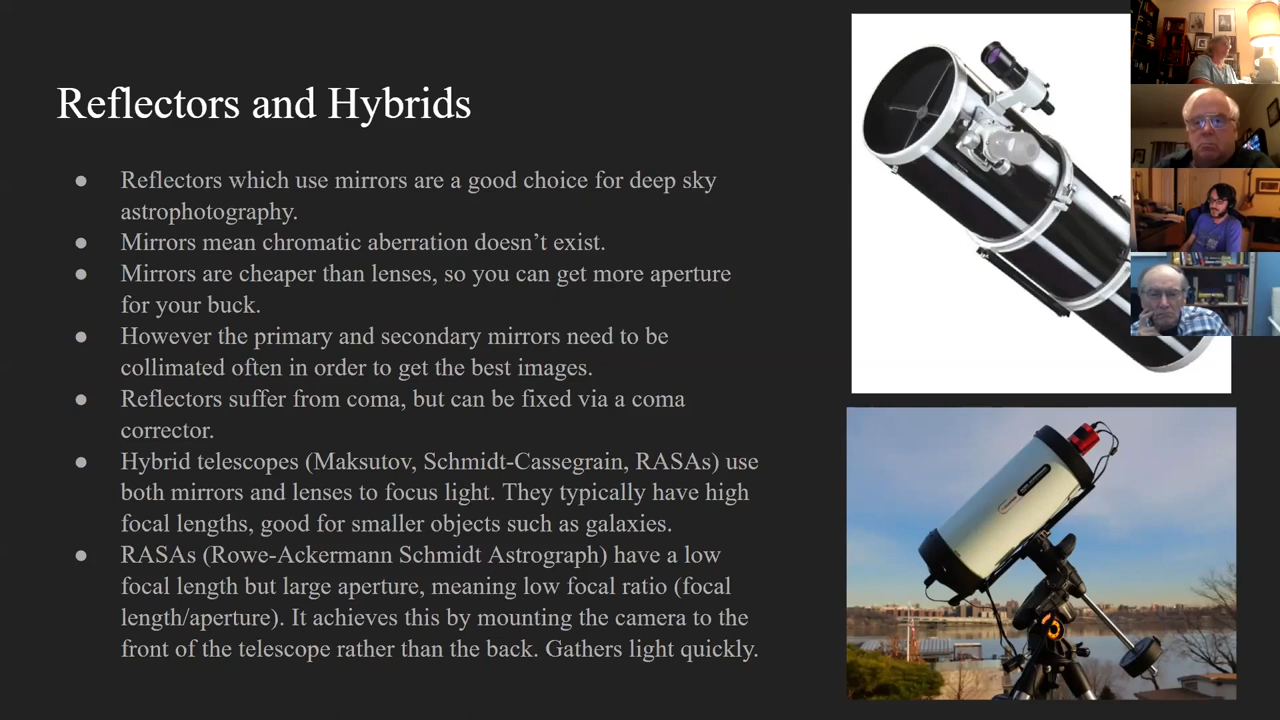 Reflectors and Hybrids
● Reflectors which use mirrors are a good choice for deep sky
astrophotography.
● Mirrors mean chromatic aberration doesn’t exist.
● Mirrors are cheaper than lenses, so you can get more aperture
for your buck.
● However the primary and secondary mirrors need to be
collimated often in order to get the best images.
● Reflectors suffer from coma, but can be fixed via a coma
corrector.
● Hybrid telescopes (Maksutov, Schmidt-Cassegrain, RASAs) use
both mirrors and lenses to focus light. They typically have high
focal lengths, good for smaller objects such as galaxies.
● RASAs (Rowe-Ackermann Schmidt Astrograph) have a low
focal length but large aperture, meaning low focal ratio (focal
length/aperture). It achieves this by mounting the camera to the
front of the telescope rather than the back. Gathers light quickly.